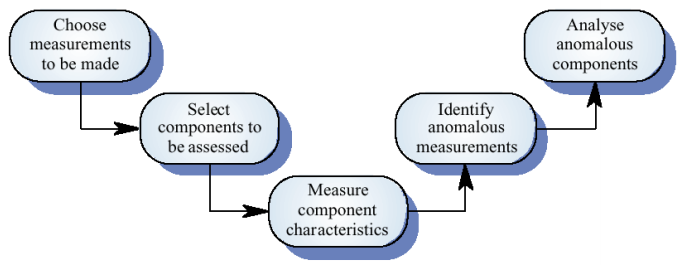 Choose
measurements
to be made
Select
components to
be assessed
Measure
component
characteristics
Identify
anomalous
measurements
Analyse
anomalous
components